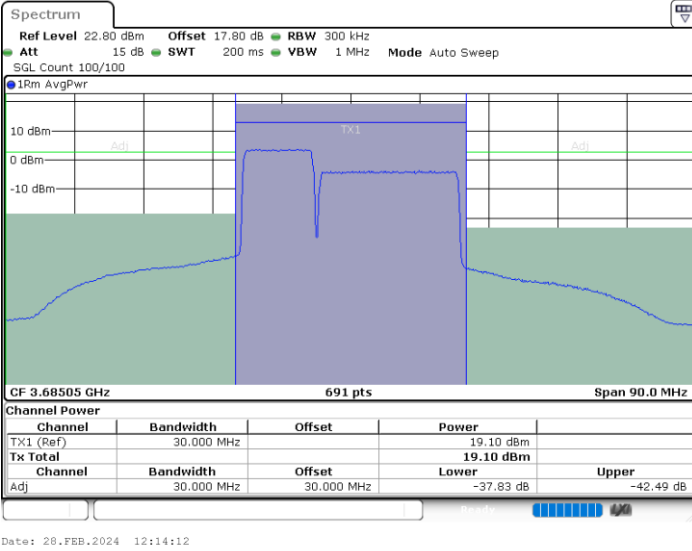 Spectrum
Ref Level 22.80 dBm Offset 17.80 dB RBW 300 kHz
Att 15 dB SWT 200 ms VBW 1 MHz Mode Auto Sweep
SGL Count 100/100
1Rm AvgPwr
TX1
10 dBm
Adj Adj
0 dBm
-10 dBm
CF 3.68505 GHz 691 pts Span 90.0 MHz
Channel Power
Channel Bandwidth Offset Power
TX1 (Ref) 30.000 MHz 19.10 dBm
Tx Total 19.10 dBm
Channel Bandwidth Offset Lower Upper
Adj 30.000 MHz 30.000 MHz -37.83 dB -42.49 dB
Ready
Date: 28.FEB.2024 12:14:12